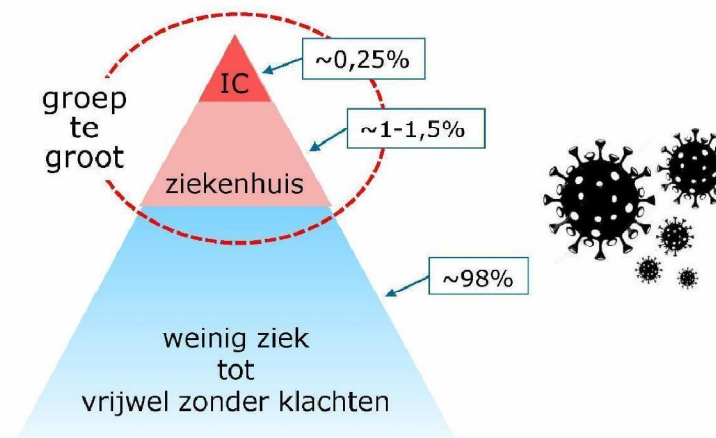 ~0,25%
IC
groep
te
groot
~1-1,5%
ziekenhuis
~98%
weinig ziek
tot
vrijwel zonder klachten